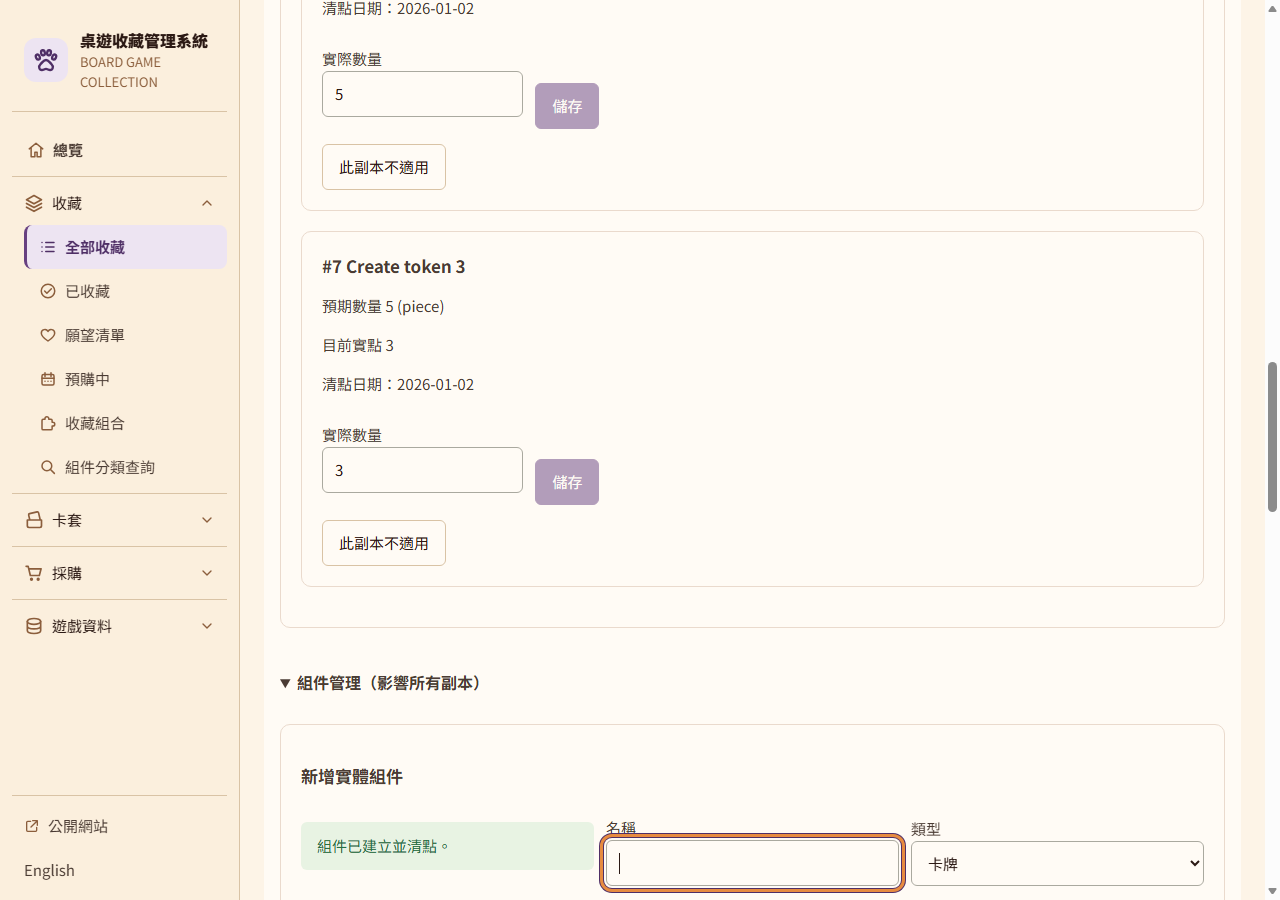 桌遊收藏管理系統
BOARD GAME
COLLECTION
總覽
收藏
全部收藏
已收藏
願望清單
預購中
收藏組合
組件分類查詢
卡套
採購
遊戲資料
公開網站
English
清點日期：2026-01-02
實際數量
5
儲存
此副本不適用
#7 Create token 3
預期數量 5 (piece)
目前實點 3
清點日期：2026-01-02
實際數量
3
儲存
此副本不適用
▼ 組件管理（影響所有副本）
新增實體組件
組件已建立並清點。
名稱
類型
卡牌